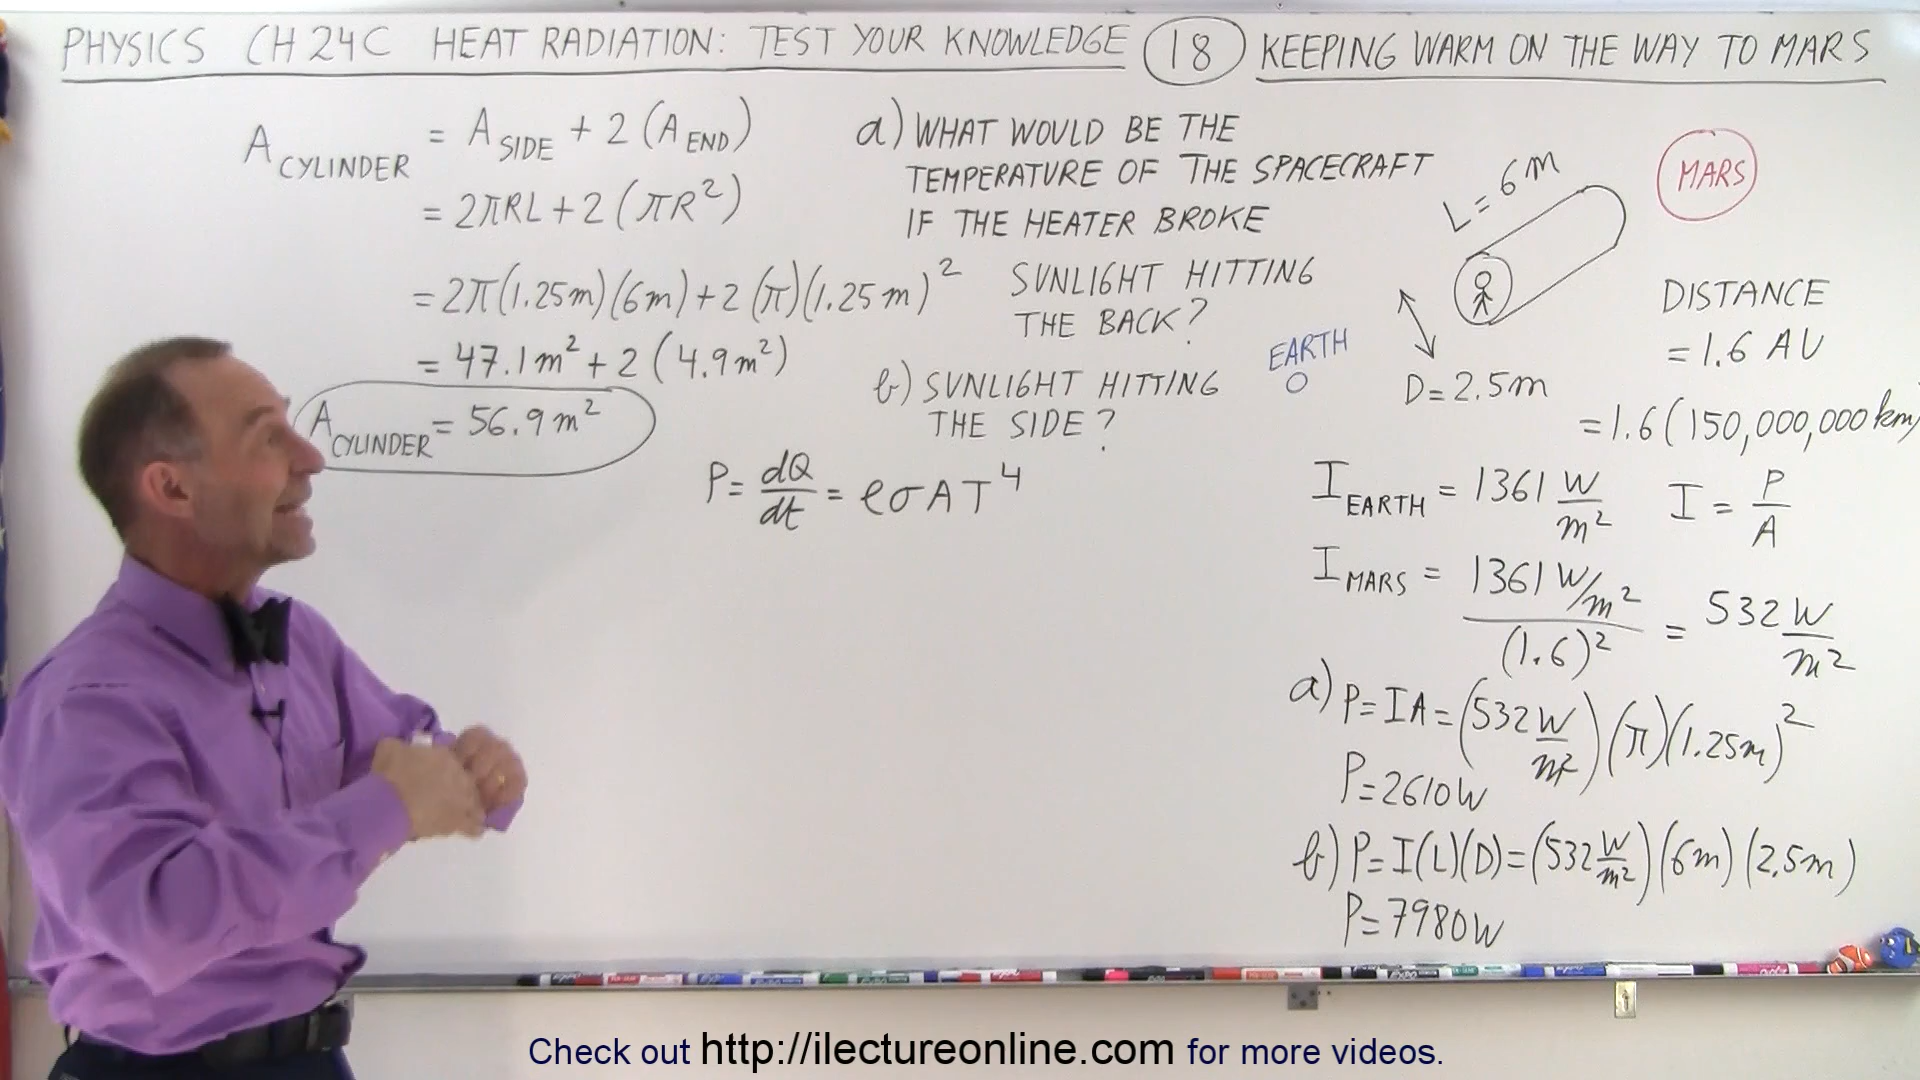 PHYSICS CH 24C HEAT RADIATION: TEST YOUR KNOWLEDGE 18 KEEPING WARM ON THE WAY TO MARS
A CYLINDER = A SIDE + 2 (A END)
= 2πRL + 2 (πR²)
= 2π(1.25m)(6m) + 2 (π)(1.25m)²
= 47.1m² + 2 (4.9m²)
A CYLINDER = 56.9m²
a) WHAT WOULD BE THE
TEMPERATURE OF THE SPACECRAFT
IF THE HEATER BROKE
SUNLIGHT HITTING
THE BACK?
b) SUNLIGHT HITTING
THE SIDE?
P = dQ/dt = eσAT⁴
L = 6m
MARS
EARTH
D = 2.5m
DISTANCE
= 1.6 AU
= 1.6 (150,000,000 km)
I EARTH = 1361 W/m² I = P/A
I MARS = 1361 W/m² / (1.6)² = 532 W/m²
a) P = IA = (532 W/m²)(π)(1.25m)²
P = 2610W
b) P = I(L)(D) = (532 W/m²)(6m)(2.5m)
P = 7980W
Check out http://ilectureonline.com for more videos.